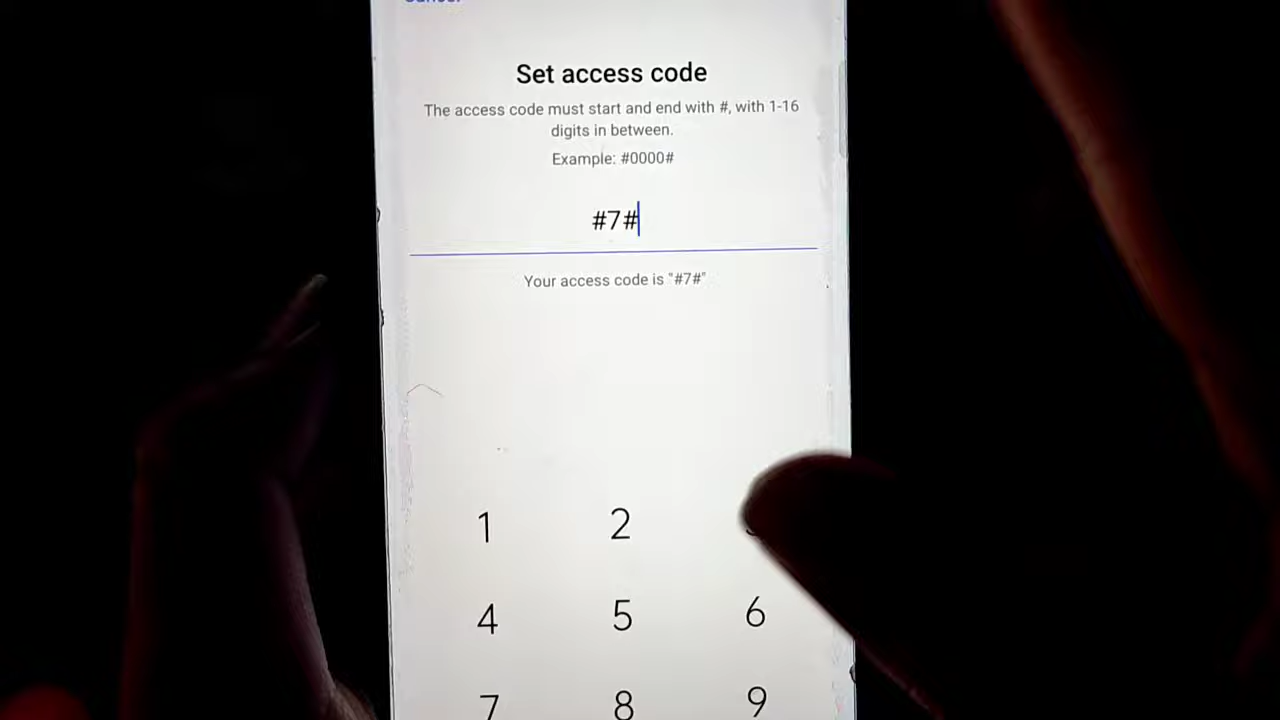 Set access code
The access code must start and end with #, with 1-16
digits in between.
Example: #0000#
#7#
Your access code is "#7#"
1 2
4 5 6
7 8 9